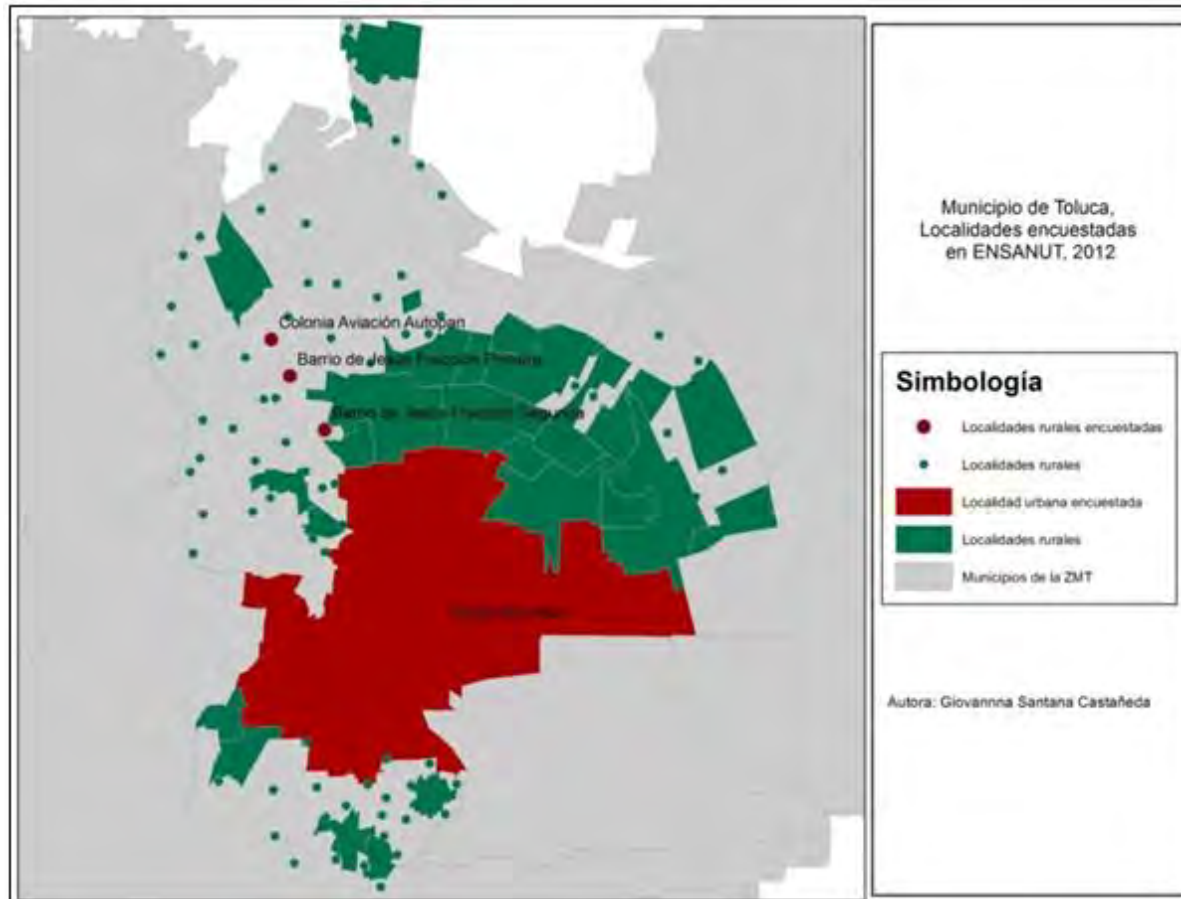 Colonia Aviación Autopan
Barrio de Jesús Fracción Primera
Barrio de Jesús Fracción Segunda
Municipio de Toluca,
Localidades encuestadas
en ENSANUT, 2012
Simbología
Localidades rurales encuestadas
Localidades rurales
Localidad urbana encuestada
Localidades rurales
Municipios de la ZMT
Autora: Giovannna Santana Castañeda